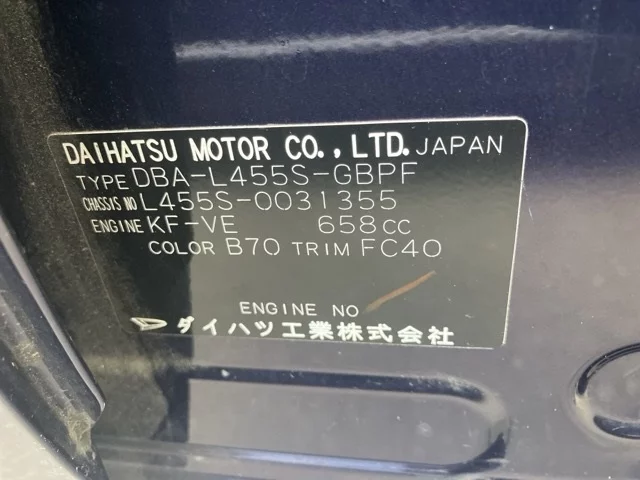 DAIHATSU MOTOR CO., LTD. JAPAN
TYPE DBA-L455S-GBPF
CHASSIS NO L455S-0031355
ENGINE KF-VE 658cc
COLOR B70 TRIM FC40
ENGINE NO
ダイハツ工業株式会社